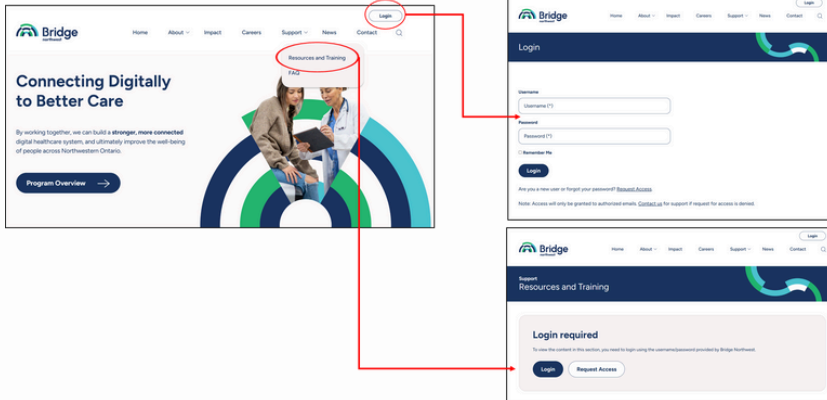 Login
Bridge
northwest
Home About Impact Careers Support News Contact
Resources and Training
FAQ
Connecting Digitally
to Better Care
By working together, we can build a stronger, more connected
digital healthcare system, and ultimately improve the well-being
of people across Northwestern Ontario.
Program Overview
Login
Bridge
northwest
Home About Impact Careers Support News Contact
Login
Username
Username (*)
Password
Password (*)
Remember Me
Login
Are you a new user or forgot your password? Request Access
Note: Access will only be granted to authorized emails. Contact us for support if request for access is denied.
Login
Bridge
northwest
Home About Impact Careers Support News Contact
Support
Resources and Training
Login required
To view the content in this section, you need to login using the username/password provided by Bridge Northwest.
Login Request Access